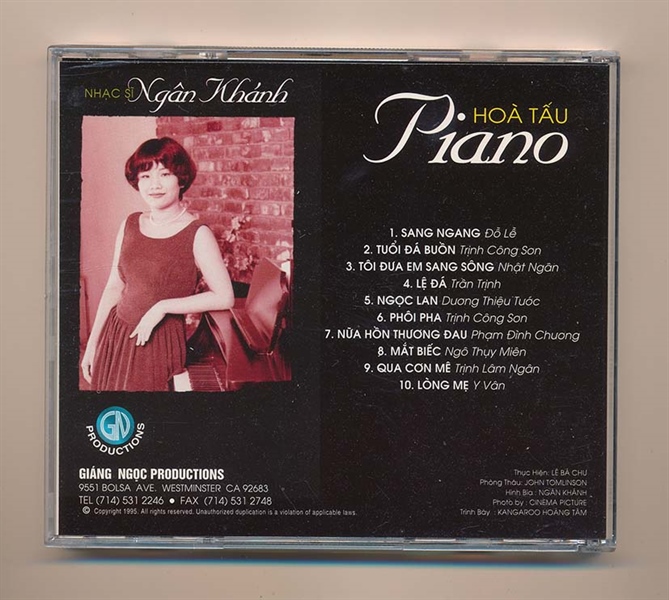 NHẠC SĨ Ngân Khánh
HOÀ TẤU
Piano
1. SANG NGANG Đỗ Lễ
2. TUỔI ĐÁ BUỒN Trịnh Công Sơn
3. TÔI ĐƯA EM SANG SÔNG Nhật Ngân
4. LỆ ĐÁ Trần Trịnh
5. NGỌC LAN Dương Thiệu Tước
6. PHÔI PHA Trịnh Công Sơn
7. NỮA HỒN THƯƠNG ĐAU Phạm Đình Chương
8. MẮT BIẾC Ngô Thụy Miên
9. QUA CƠN MÊ Trịnh Lâm Ngân
10. LÒNG MẸ Y Vân
GN
PRODUCTIONS
GIÁNG NGỌC PRODUCTIONS
9551 BOLSA AVE. WESTMINSTER CA 92683
TEL (714) 531 2246 ● FAX (714) 531 2748
© Copyright 1995: All rights reserved. Unauthorized duplication is a violation of applicable laws.
Thực Hiện: LÊ BÁ CHƯ
Phòng Thâu: JOHN TOMLINSON
Hình Bìa : NGÂN KHÁNH
Photo by : CINEMA PICTURE
Trình Bày : KANGAROO HOÀNG TÂM